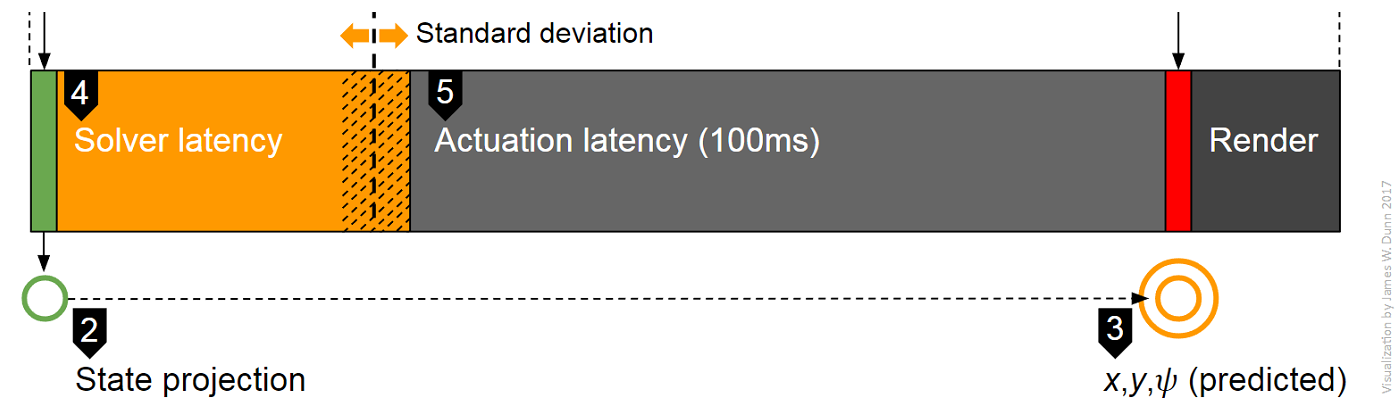 Standard deviation
4
Solver latency
5
Actuation latency (100ms)
Render
2
State projection
3
x,y,ψ (predicted)
Visualization by James W. Dunn 2017